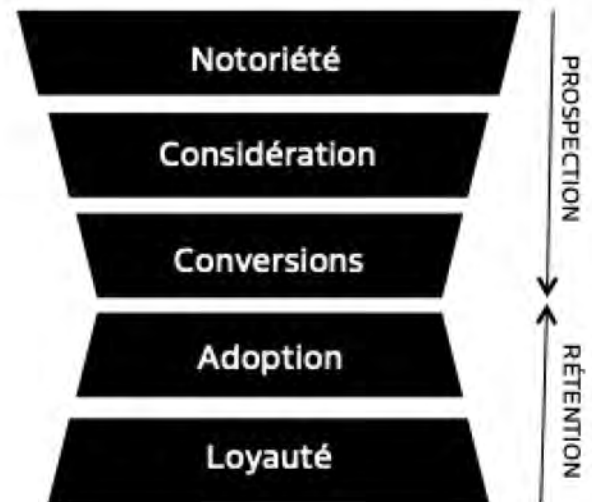 Notoriété
Considération
Conversions
Adoption
Loyauté
PROSPECTION
RÉTENTION